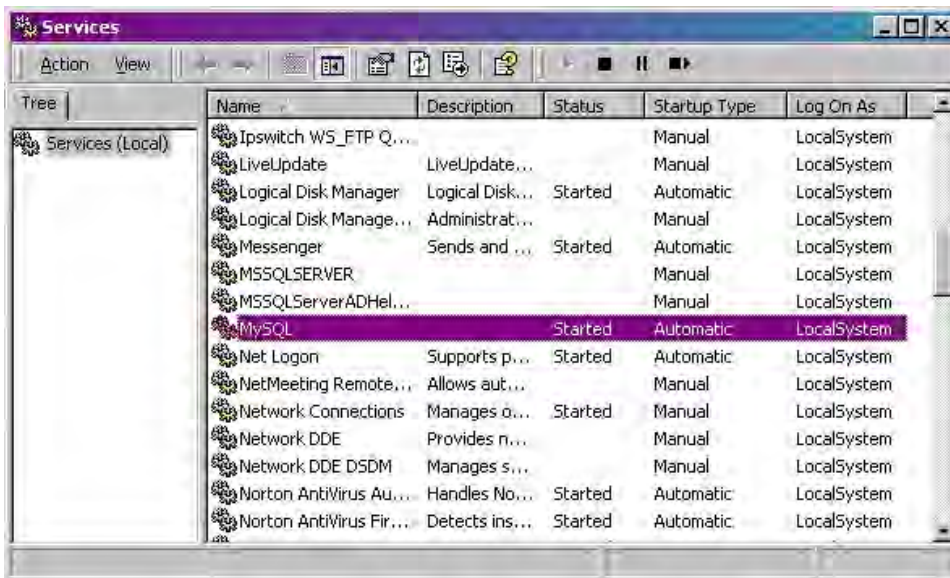 Services
Action View
Tree
Services (Local)
Name Description Status Startup Type Log On As
Ipswitch WS_FTP Q... Manual LocalSystem
LiveUpdate LiveUpdate... Manual LocalSystem
Logical Disk Manager Logical Disk... Started Automatic LocalSystem
Logical Disk Manage... Administrat... Manual LocalSystem
Messenger Sends and ... Started Automatic LocalSystem
MSSQLSERVER Manual LocalSystem
MSSQLServerADHel... Manual LocalSystem
MySQL Started Automatic LocalSystem
Net Logon Supports p... Started Automatic LocalSystem
NetMeeting Remote... Allows aut... Manual LocalSystem
Network Connections Manages o... Started Manual LocalSystem
Network DDE Provides n... Manual LocalSystem
Network DDE DSDM Manages s... Manual LocalSystem
Norton AntiVirus Au... Handles No... Started Automatic LocalSystem
Norton AntiVirus Fir... Detects ins... Started Automatic LocalSystem